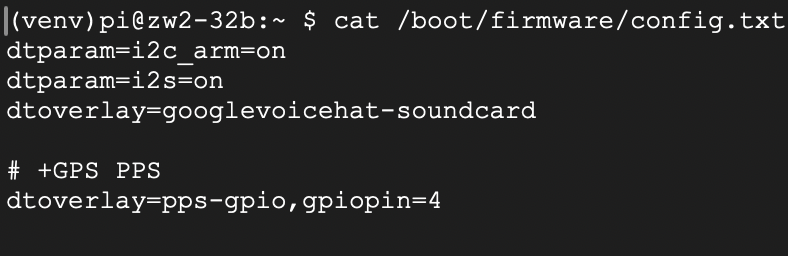 (venv)pi@zw2-32b:~ $ cat /boot/firmware/config.txt
dtparam=i2c_arm=on
dtparam=i2s=on
dtoverlay=googlevoicehat-soundcard

# +GPS PPS
dtoverlay=pps-gpio,gpiopin=4